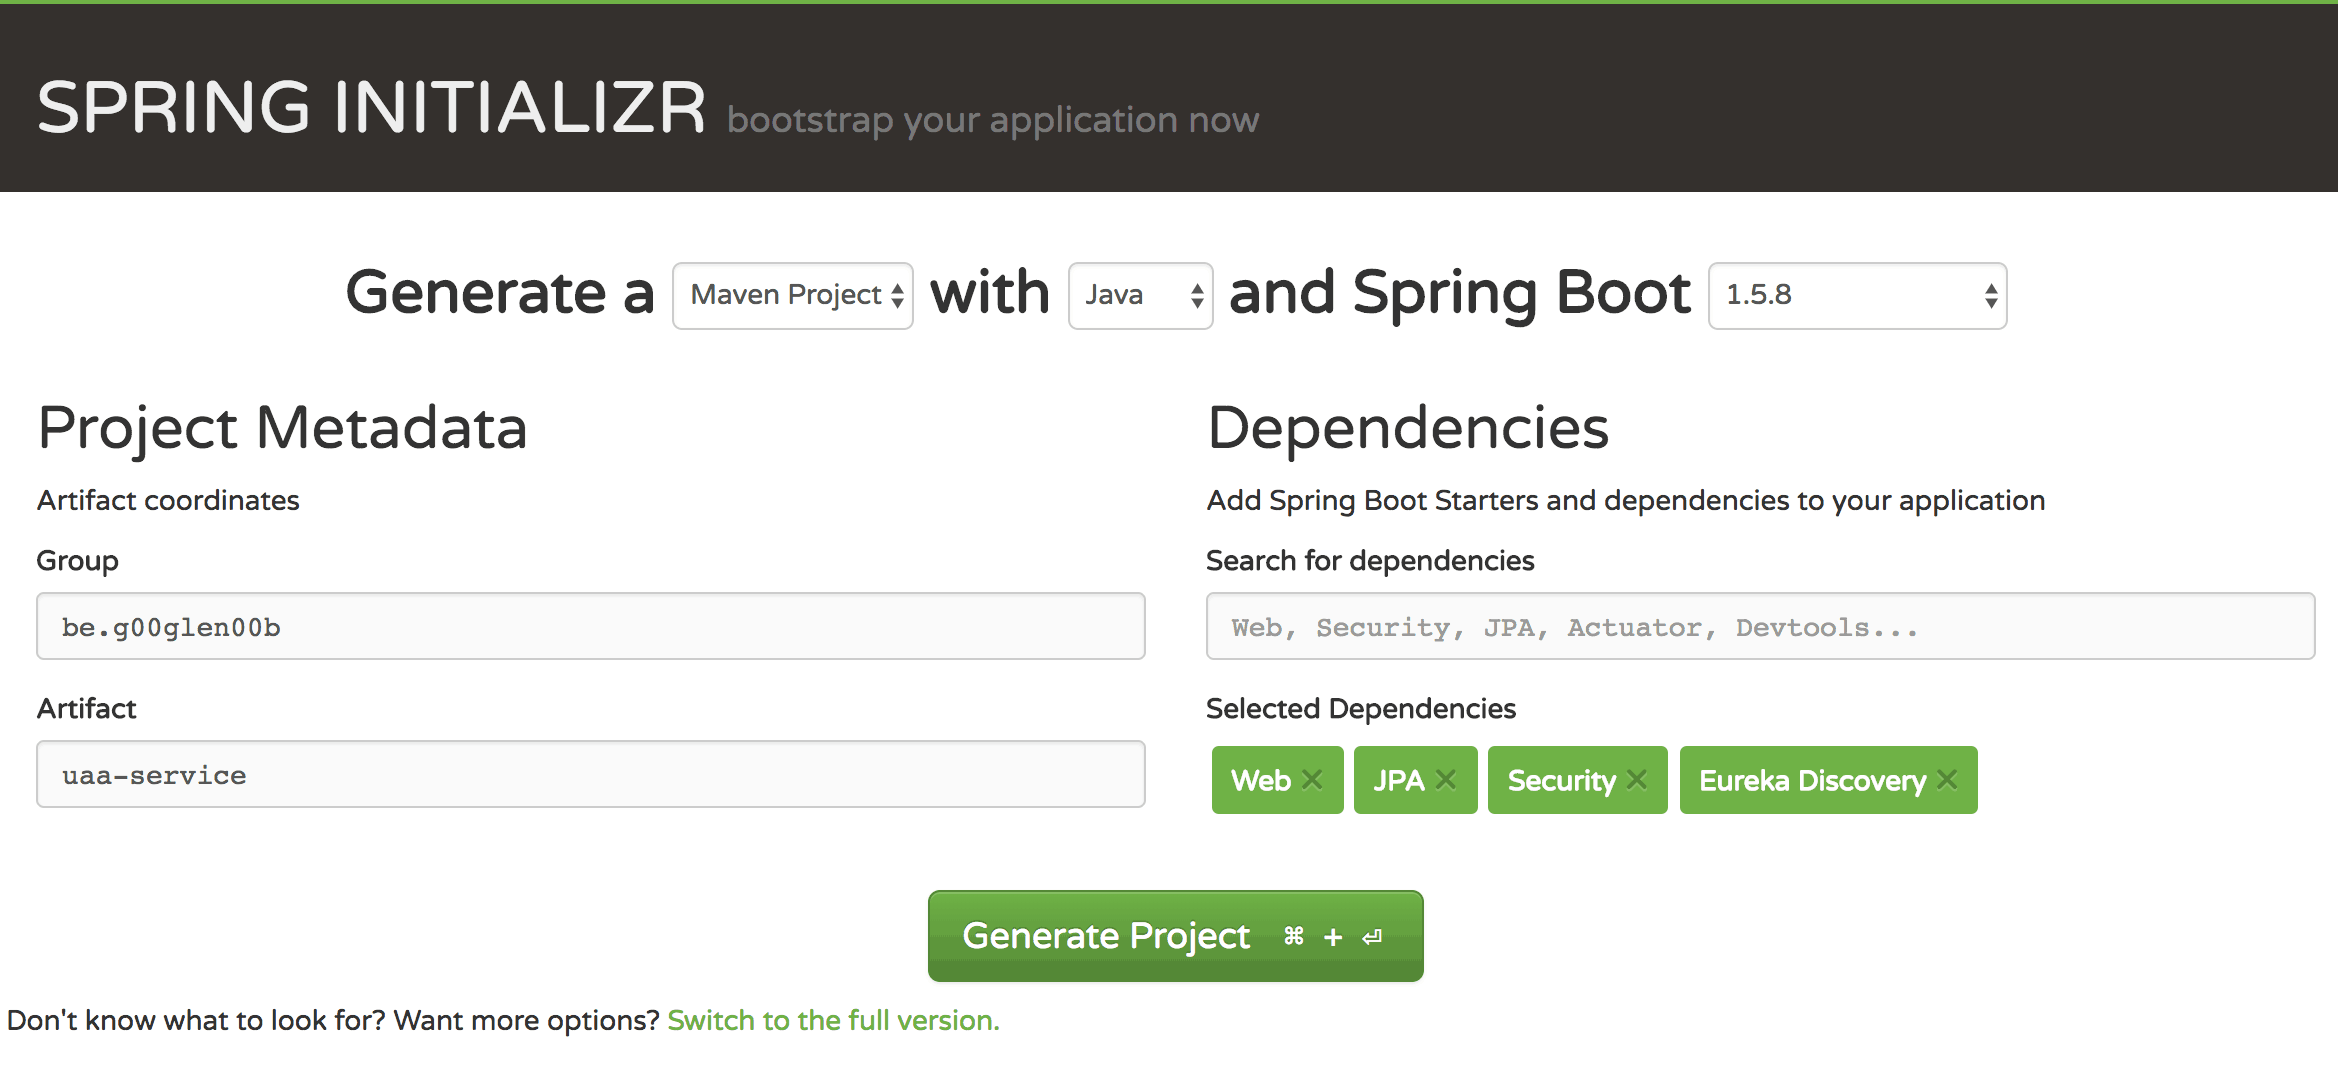 SPRING INITIALIZR bootstrap your application now
Generate a Maven Project with Java and Spring Boot 1.5.8
Project Metadata
Artifact coordinates
Group
be.g00glen00b
Artifact
uaa-service
Dependencies
Add Spring Boot Starters and dependencies to your application
Search for dependencies
Web, Security, JPA, Actuator, Devtools...
Selected Dependencies
Web × JPA × Security × Eureka Discovery ×
Generate Project ⌘ + ⏎
Don't know what to look for? Want more options? Switch to the full version.